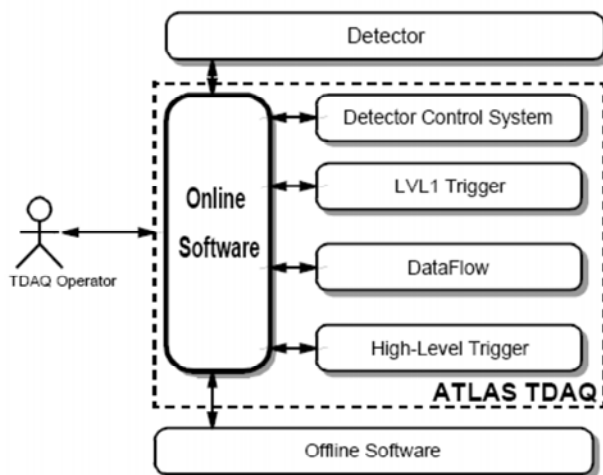 Detector
Detector Control System
LVL1 Trigger
Online
Software
TDAQ Operator
DataFlow
High-Level Trigger
ATLAS TDAQ
Offline Software